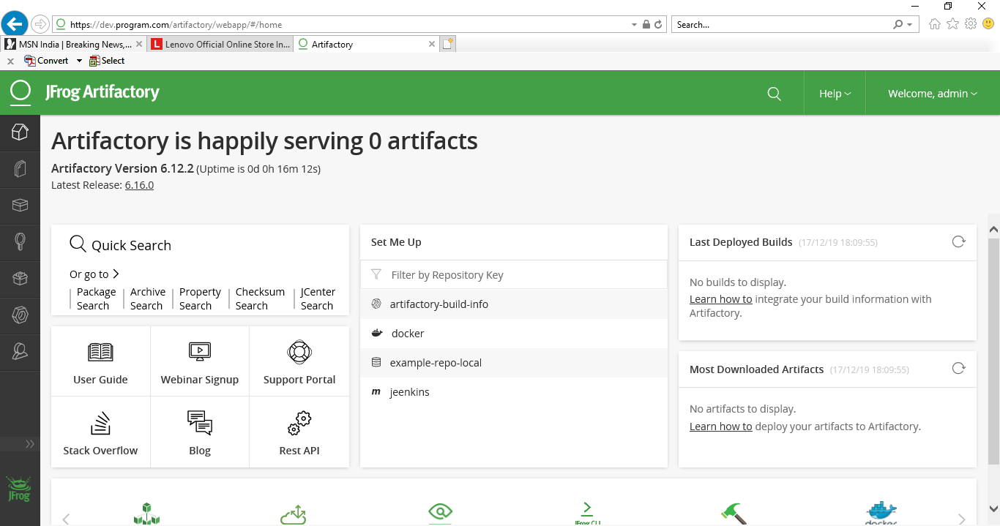 https://dev.program.com/artifactory/webapp/#/home
Search...
MSN India | Breaking News,...
L Lenovo Official Online Store In...
Artifactory
Convert
Select
JFrog Artifactory
Help
Welcome, admin
Artifactory is happily serving 0 artifacts
Artifactory Version 6.12.2 (Uptime is 0d 0h 16m 12s)
Latest Release: 6.16.0
Quick Search
Or go to
Package Search
Archive Search
Property Search
Checksum Search
JCenter Search
User Guide
Webinar Signup
Support Portal
Stack Overflow
Blog
Rest API
Set Me Up
Filter by Repository Key
artifactory-build-info
docker
example-repo-local
m jeenkins
Last Deployed Builds (17/12/19 18:09:55)
No builds to display.
Learn how to integrate your build information with
Artifactory.
Most Downloaded Artifacts (17/12/19 18:09:55)
No artifacts to display.
Learn how to deploy your artifacts to Artifactory.
JFrog
JFrog CLI
docker